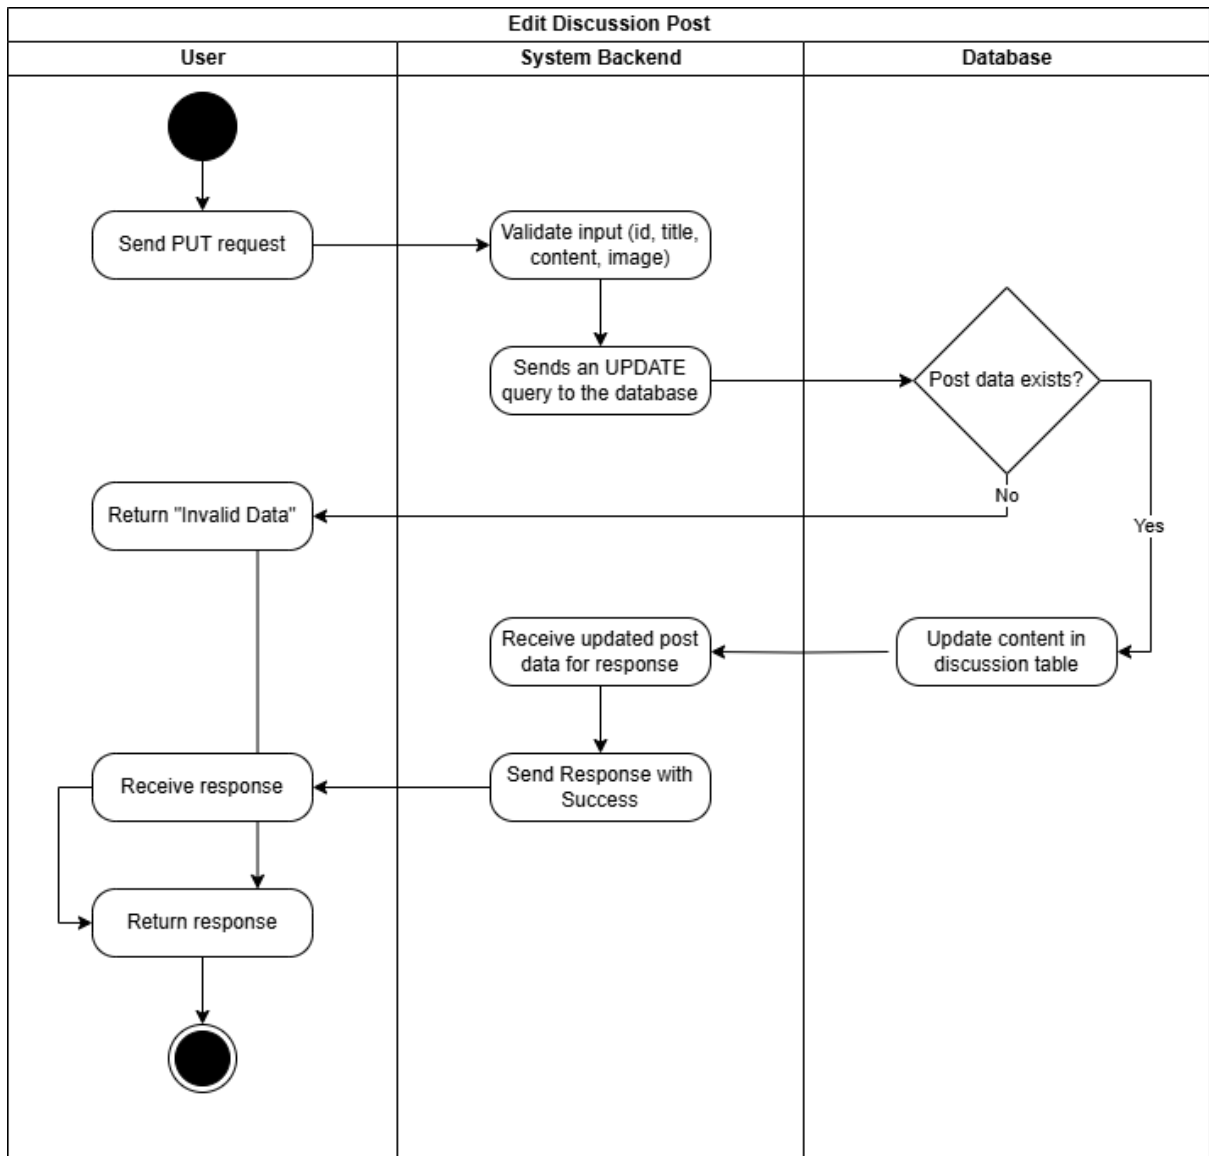 Edit Discussion Post
User
System Backend
Database
Send PUT request
Validate input (id, title,
content, image)
Sends an UPDATE
query to the database
Post data exists?
No
Yes
Return "Invalid Data"
Receive updated post
data for response
Update content in
discussion table
Receive response
Send Response with
Success
Return response